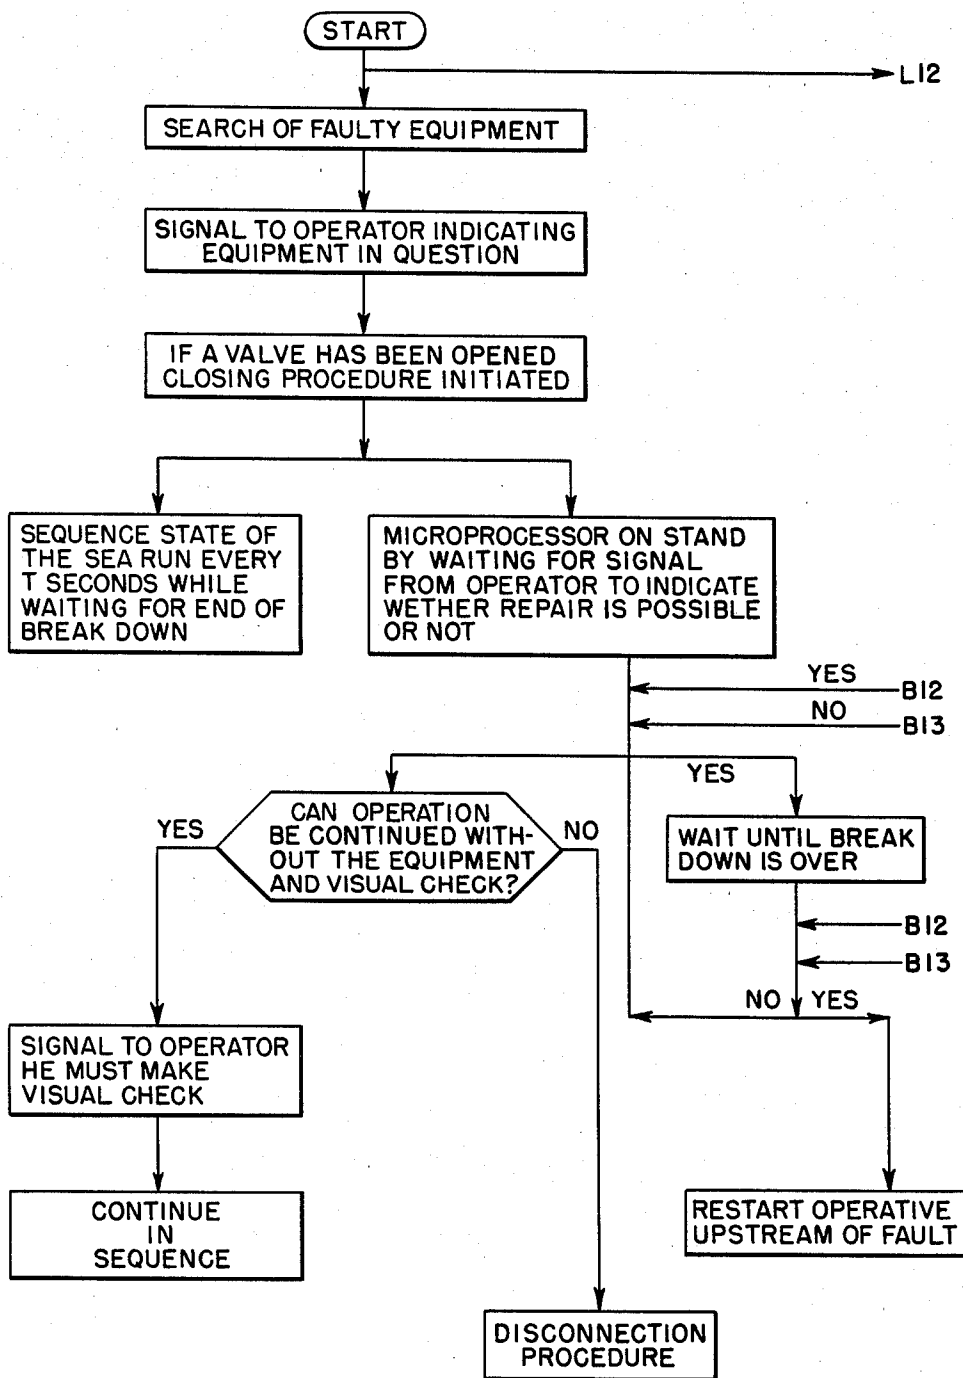 START
L12
SEARCH OF FAULTY EQUIPMENT
SIGNAL TO OPERATOR INDICATING
EQUIPMENT IN QUESTION
IF A VALVE HAS BEEN OPENED
CLOSING PROCEDURE INITIATED
SEQUENCE STATE OF
THE SEA RUN EVERY
T SECONDS WHILE
WAITING FOR END OF
BREAK DOWN
MICROPROCESSOR ON STAND
BY WAITING FOR SIGNAL
FROM OPERATOR TO INDICATE
WETHER REPAIR IS POSSIBLE
OR NOT
YES
B12
NO
B13
YES
YES
CAN OPERATION
BE CONTINUED WITH-
OUT THE EQUIPMENT
AND VISUAL CHECK?
NO
WAIT UNTIL BREAK
DOWN IS OVER
B12
B13
NO YES
SIGNAL TO OPERATOR
HE MUST MAKE
VISUAL CHECK
CONTINUE
IN
SEQUENCE
RESTART OPERATIVE
UPSTREAM OF FAULT
DISCONNECTION
PROCEDURE